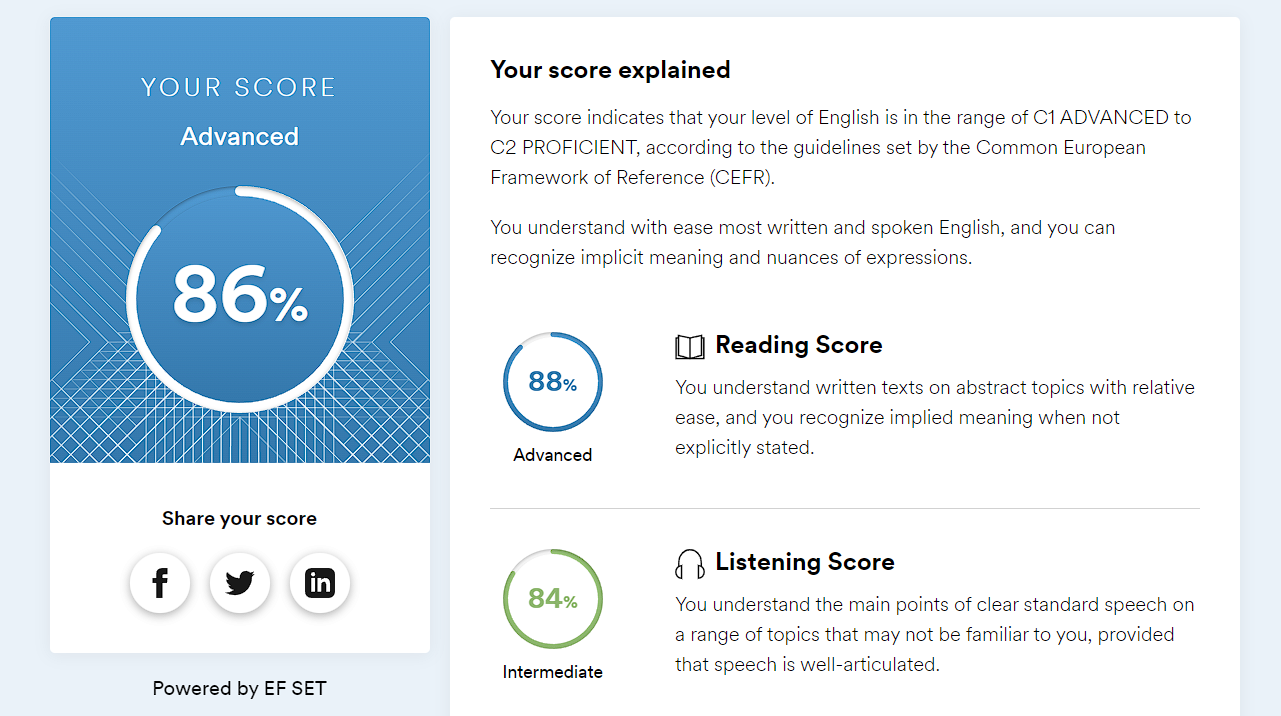 YOUR SCORE
Advanced
86%
Share your score
Powered by EF SET
Your score explained
Your score indicates that your level of English is in the range of C1 ADVANCED to
C2 PROFICIENT, according to the guidelines set by the Common European
Framework of Reference (CEFR).
You understand with ease most written and spoken English, and you can
recognize implicit meaning and nuances of expressions.
88%
Advanced
Reading Score
You understand written texts on abstract topics with relative
ease, and you recognize implied meaning when not
explicitly stated.
84%
Intermediate
Listening Score
You understand the main points of clear standard speech on
a range of topics that may not be familiar to you, provided
that speech is well-articulated.